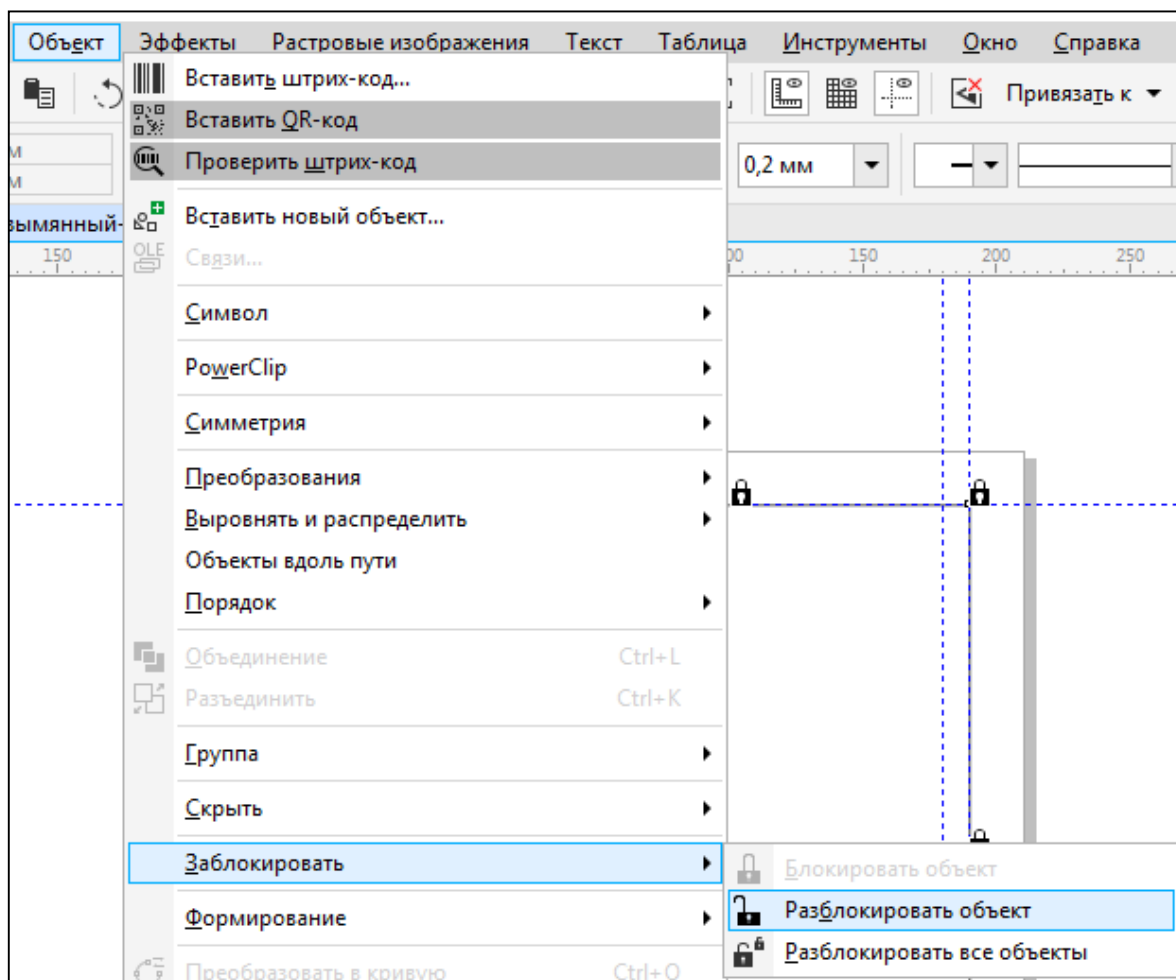 Объект Эффекты Растровые изображения Текст Таблица Инструменты Окно Справка
Привязать к
м
м
0,2 мм
150
00 150 200 250
Вставить штрих-код...
Вставить QR-код
Проверить штрих-код
Вставить новый объект...
OLE
Связи...
Символ
PowerClip
Симметрия
Преобразования
Выровнять и распределить
Объекты вдоль пути
Порядок
Объединение Ctrl+L
Разъединить Ctrl+K
Группа
Скрыть
Заблокировать
Блокировать объект
Разблокировать объект
Разблокировать все объекты
Формирование
Преобразовать в кривую Ctrl+Q